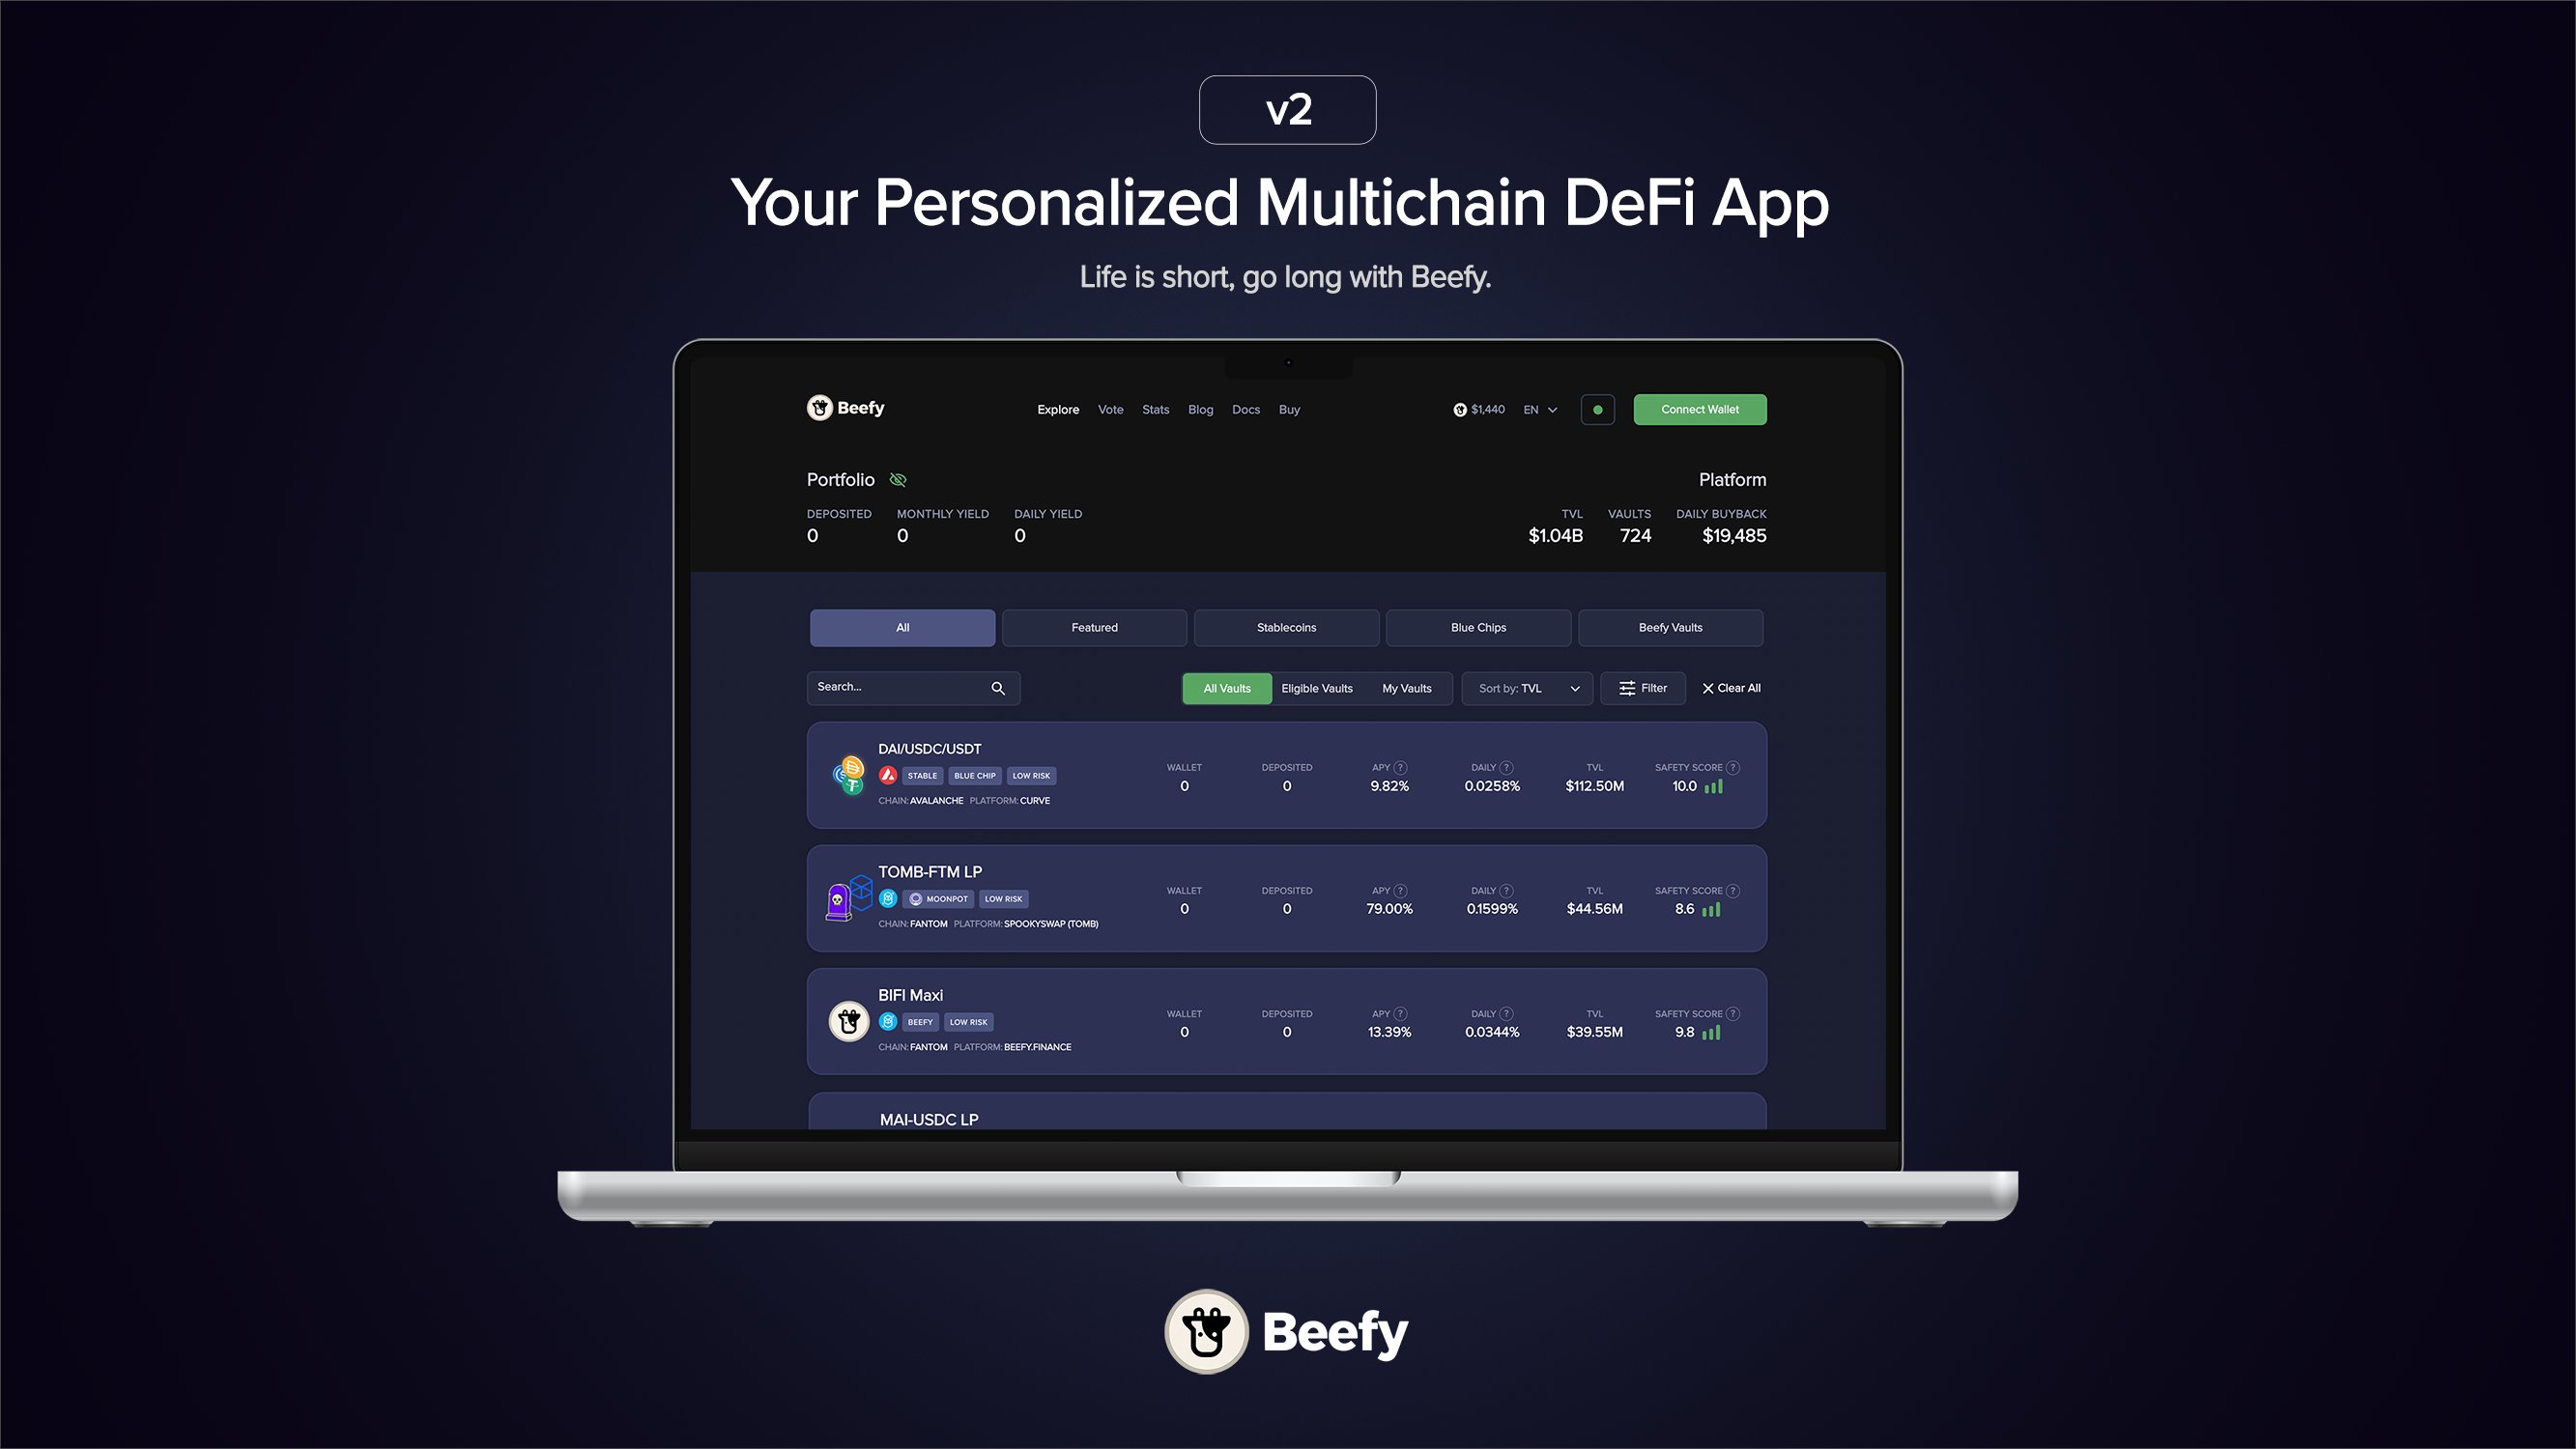 v2
Your Personalized Multichain DeFi App
Life is short, go long with Beefy.
Beefy Explore Vote Stats Blog Docs Buy $1,440 EN Connect Wallet
Portfolio Platform
DEPOSITED MONTHLY YIELD DAILY YIELD TVL VAULTS DAILY BUYBACK
0 0 0 $1.04B 724 $19,485
All Featured Stablecoins Blue Chips Beefy Vaults
Search... All Vaults Eligible Vaults My Vaults Sort by: TVL Filter Clear All
DAI/USDC/USDT
STABLE BLUE CHIP LOW RISK
CHAIN: AVALANCHE PLATFORM: CURVE
WALLET DEPOSITED APY ? DAILY ? TVL SAFETY SCORE ?
0 0 9.82% 0.0258% $112.50M 10.0
TOMB-FTM LP
MOONPOT LOW RISK
CHAIN: FANTOM PLATFORM: SPOOKYSWAP (TOMB)
WALLET DEPOSITED APY ? DAILY ? TVL SAFETY SCORE ?
0 0 79.00% 0.1599% $44.56M 8.6
BIFI Maxi
BEEFY LOW RISK
CHAIN: FANTOM PLATFORM: BEEFY.FINANCE
WALLET DEPOSITED APY ? DAILY ? TVL SAFETY SCORE ?
0 0 13.39% 0.0344% $39.55M 9.8
MAI-USDC LP
Beefy